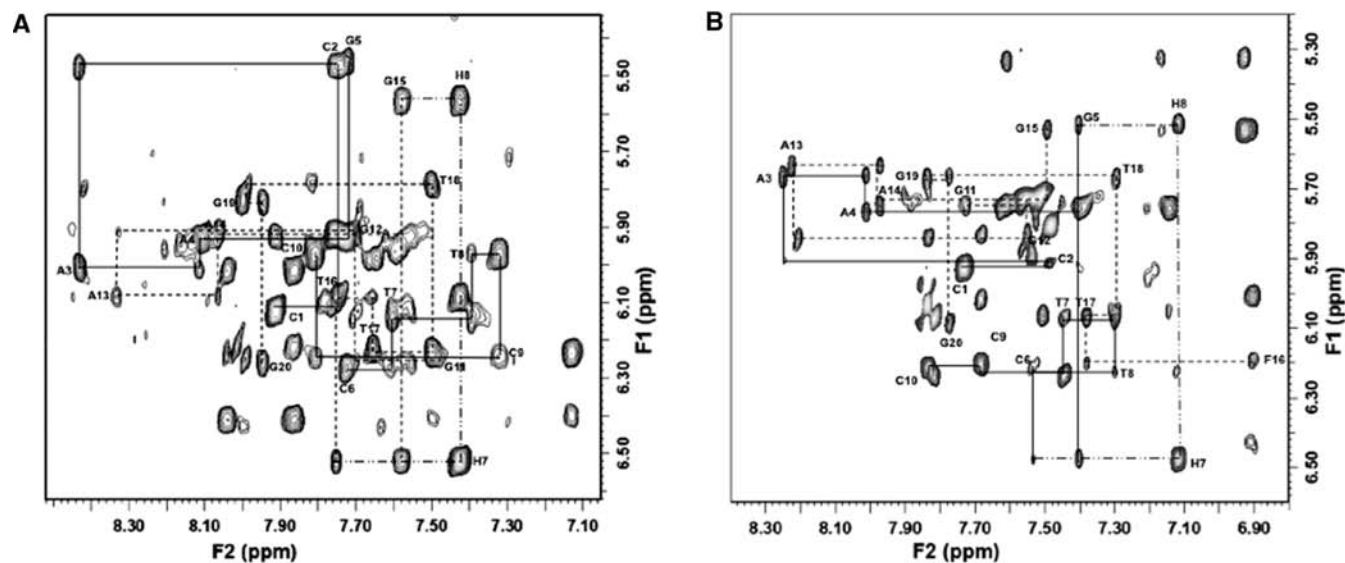 A
C2
G5
G15
H8
T18
G19
A4
A14
G12
C10
T8
A3
T16
T7
A13
C1
T17
G20
C9
G11
C6
H7
5.50
5.70
5.90
6.10
6.30
6.50
F1 (ppm)
8.30
8.10
7.90
7.70
7.50
7.30
7.10
F2 (ppm)
B
H8
G5
G15
A13
T18
A3
G19
A14
G11
A4
G12
C2
C1
T7
T17
G20
C9
C6
F16
C10
T8
H7
5.30
5.50
5.70
5.90
6.10
6.30
6.50
F1 (ppm)
8.30
8.10
7.90
7.70
7.50
7.30
7.10
6.90
F2 (ppm)